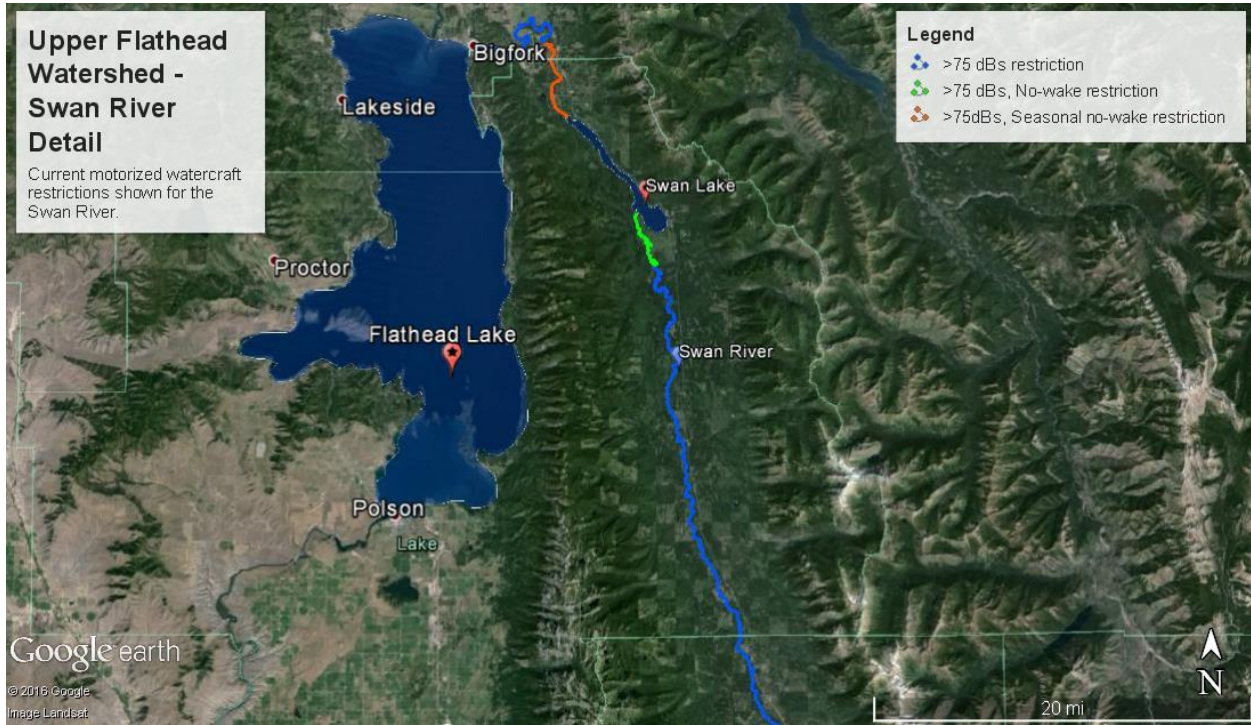 Upper Flathead
Watershed -
Swan River
Detail
Current motorized watercraft
restrictions shown for the
Swan River.
Legend
>75 dBs restriction
>75 dBs, No-wake restriction
>75dBs, Seasonal no-wake restriction
Bigfork
Lakeside
Swan Lake
Proctor
Flathead Lake
Swan River
Polson
Lake
Google earth
© 2016 Google
Image Landsat
N
20 mi